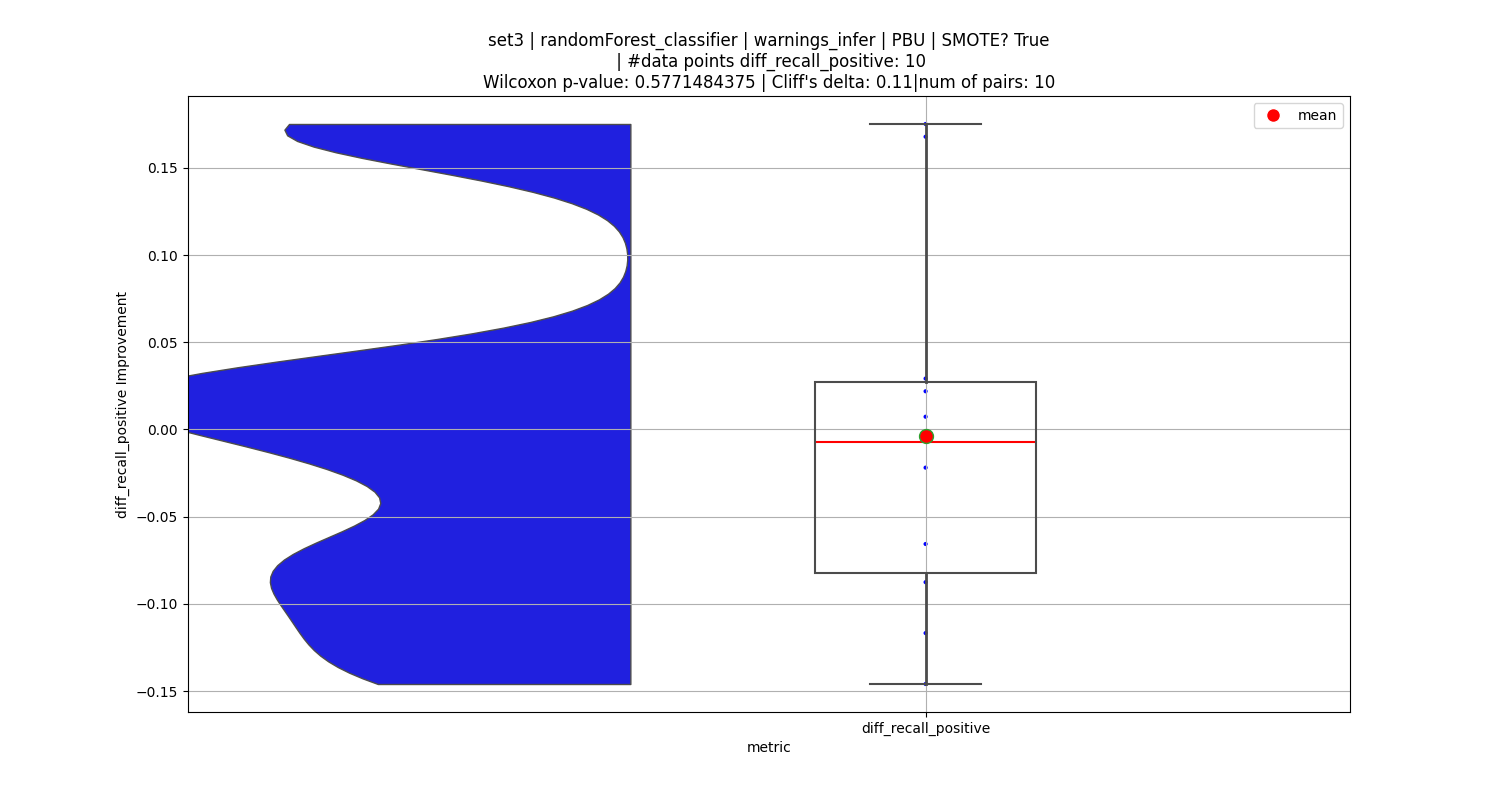 set3 | randomForest_classifier | warnings_infer | PBU | SMOTE? True
| #data points diff_recall_positive: 10
Wilcoxon p-value: 0.5771484375 | Cliff's delta: 0.11|num of pairs: 10
mean
0.15
0.10
0.05
0.00
−0.05
−0.10
−0.15
diff_recall_positive Improvement
diff_recall_positive
metric